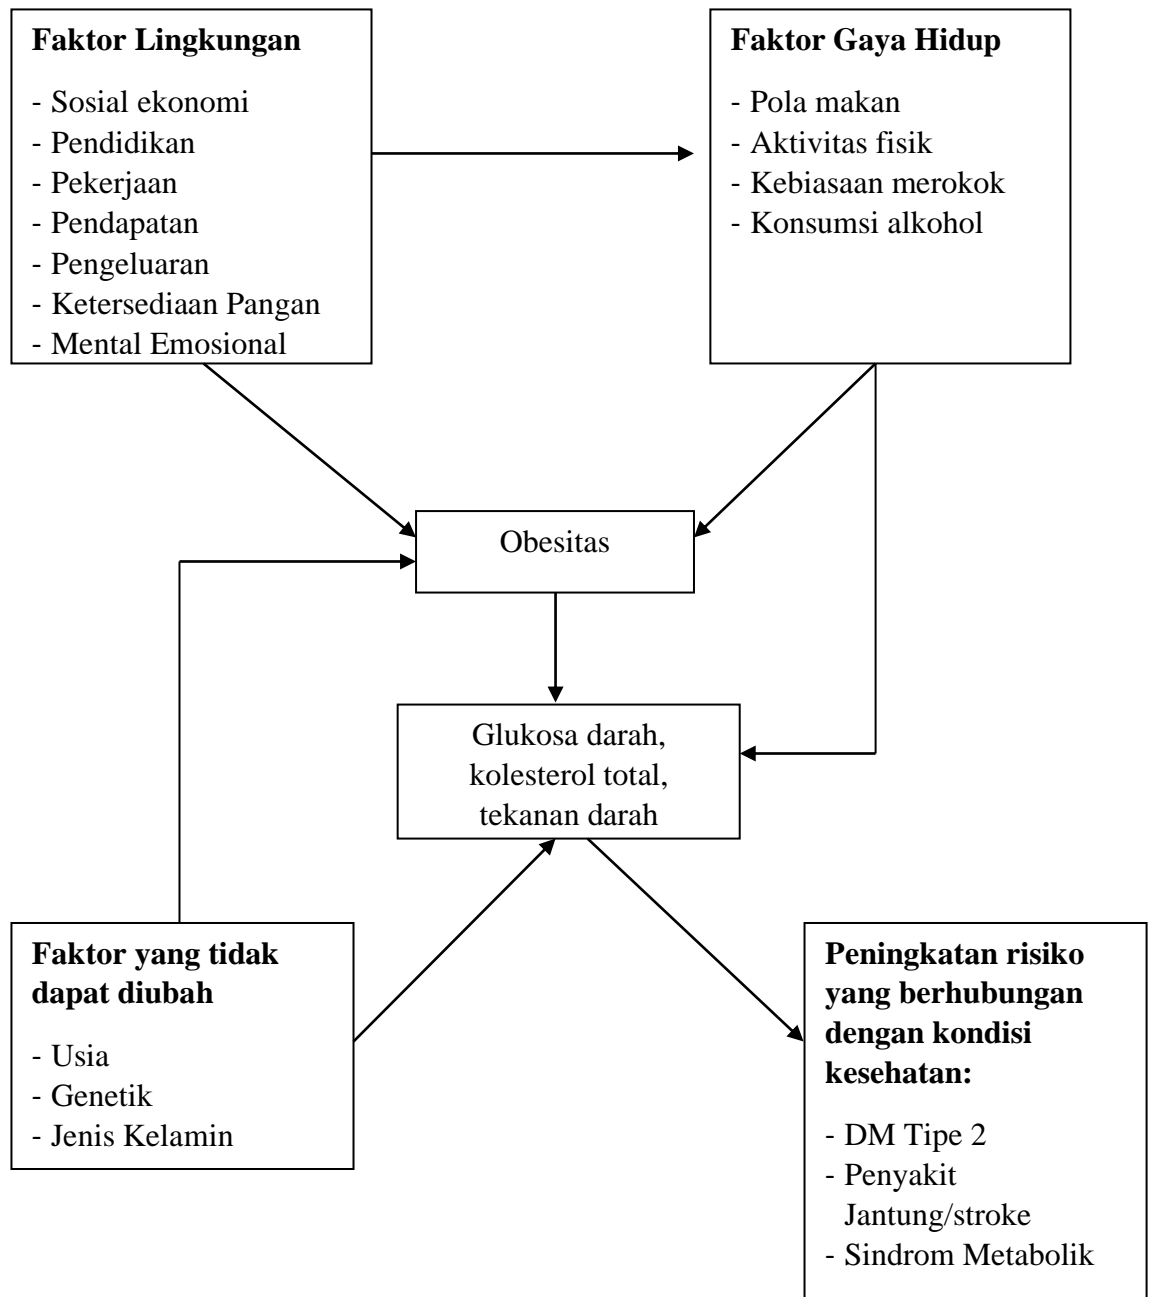 Faktor Lingkungan
- Sosial ekonomi
- Pendidikan
- Pekerjaan
- Pendapatan
- Pengeluaran
- Ketersediaan Pangan
- Mental Emosional
Faktor Gaya Hidup
- Pola makan
- Aktivitas fisik
- Kebiasaan merokok
- Konsumsi alkohol
Obesitas
Glukosa darah,
kolesterol total,
tekanan darah
Faktor yang tidak
dapat diubah
- Usia
- Genetik
- Jenis Kelamin
Peningkatan risiko
yang berhubungan
dengan kondisi
kesehatan:
- DM Tipe 2
- Penyakit
Jantung/stroke
- Sindrom Metabolik